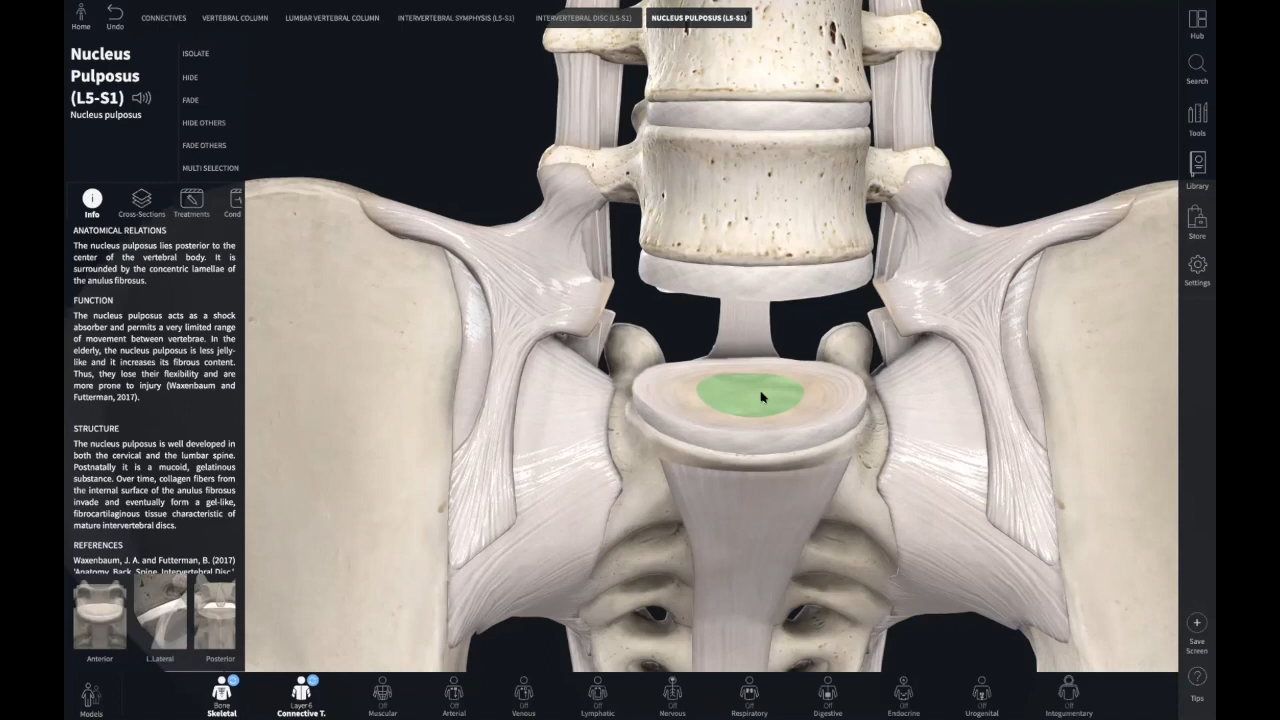 Home
Undo
CONNECTIVES
VERTEBRAL COLUMN
LUMBAR VERTEBRAL COLUMN
INTERVERTEBRAL SYMPHYSIS (L5-S1)
INTERVERTEBRAL DISC (L5-S1)
NUCLEUS PULPOSUS (L5-S1)
Nucleus
Pulposus
(L5-S1)
Nucleus pulposus
ISOLATE
HIDE
FADE
HIDE OTHERS
FADE OTHERS
MULTI SELECTION
Info
Cross-Sections
Treatments
Cond
ANATOMICAL RELATIONS
The nucleus pulposus lies posterior to the
center of the vertebral body. It is
surrounded by the concentric lamellae of
the anulus fibrosus.
FUNCTION
The nucleus pulposus acts as a shock
absorber and permits a very limited range
of movement between vertebrae. In the
elderly, the nucleus pulposus is less jelly-
like and it increases its fibrous content.
Thus, they lose their flexibility and are
more prone to injury (Waxenbaum and
Futterman, 2017).
STRUCTURE
The nucleus pulposus is well developed in
both the cervical and the lumbar spine.
Postnatally it is a mucoid, gelatinous
substance. Over time, collagen fibers from
the internal surface of the anulus fibrosus
invade and eventually form a gel-like,
fibrocartilaginous tissue characteristic of
mature intervertebral discs.
REFERENCES
Waxenbaum, J. A. and Futterman, B. (2017)
'Anatomy, Back, Spine, Intervertebral Disc.'
Anterior
L.Lateral
Posterior
Hub
Search
Tools
Library
Store
Settings
Save
Screen
Tips
Models
Bone
Skeletal
Layer 6
Connective T.
Off
Muscular
Off
Arterial
Off
Venous
Off
Lymphatic
Off
Nervous
Off
Respiratory
Off
Digestive
Off
Endocrine
Off
Urogenital
Off
Integumentary